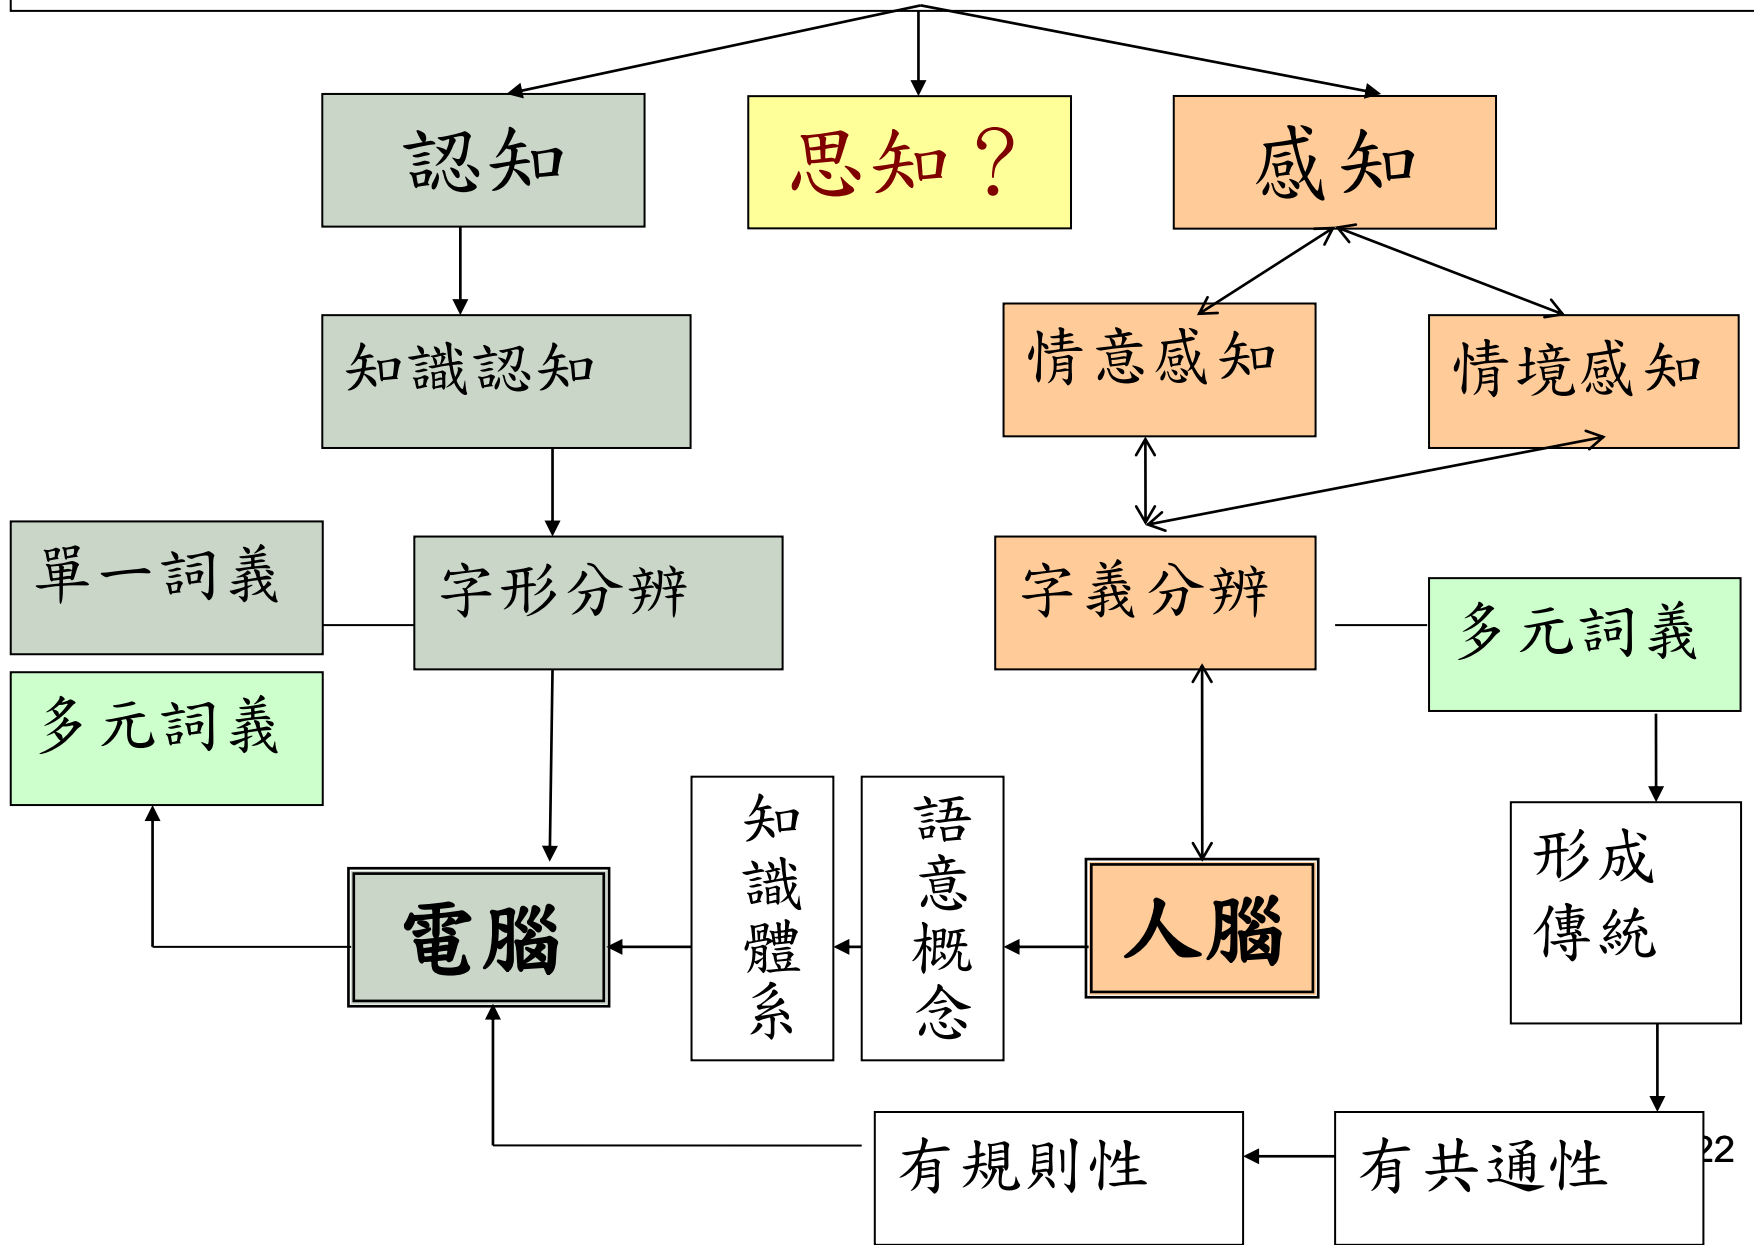 認知
思知？
感知
知識認知
情意感知
情境感知
單一詞義
字形分辨
字義分辨
多元詞義
多元詞義
知識體系
語意概念
形成
傳統
電腦
人腦
有規則性
有共通性
22